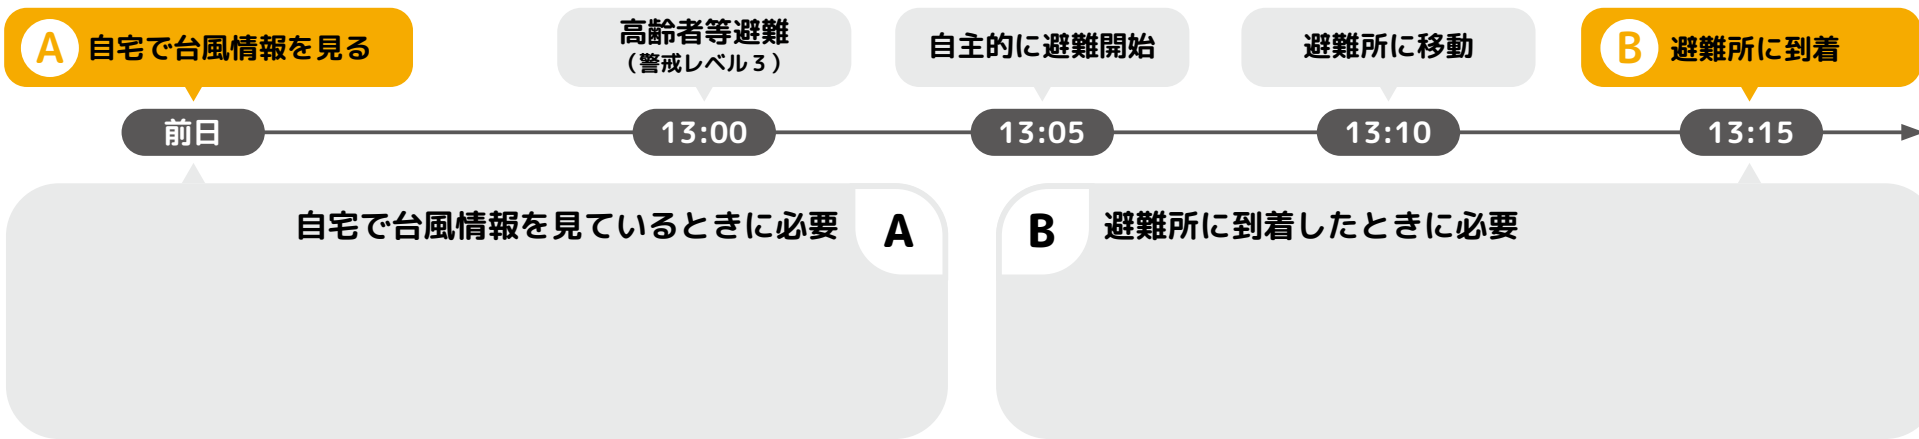 A 自宅で台風情報を見る
高齢者等避難
（警戒レベル３）
自主的に避難開始
避難所に移動
B 避難所に到着
前日
13:00
13:05
13:10
13:15
自宅で台風情報を見ているときに必要 A
B 避難所に到着したときに必要